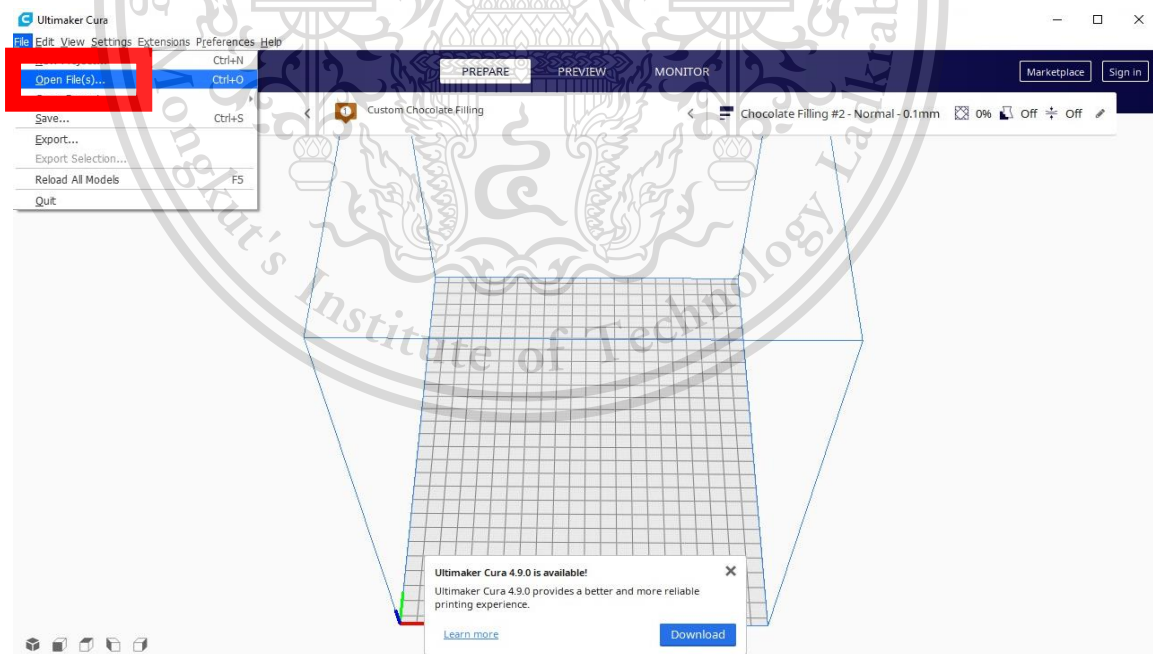 Ultimaker Cura
File Edit View Settings Extensions Preferences Help
Ctrl+N
Open File(s)... Ctrl+O
Save... Ctrl+S
Export...
Export Selection...
Reload All Models F5
Quit
PREPARE PREVIEW MONITOR
Marketplace Sign in
1 Custom Chocolate Filling
Chocolate Filling #2 - Normal - 0.1mm 0% Off Off
Ultimaker Cura 4.9.0 is available!
Ultimaker Cura 4.9.0 provides a better and more reliable
printing experience.
Learn more Download
Mongkut's Institute of Technology